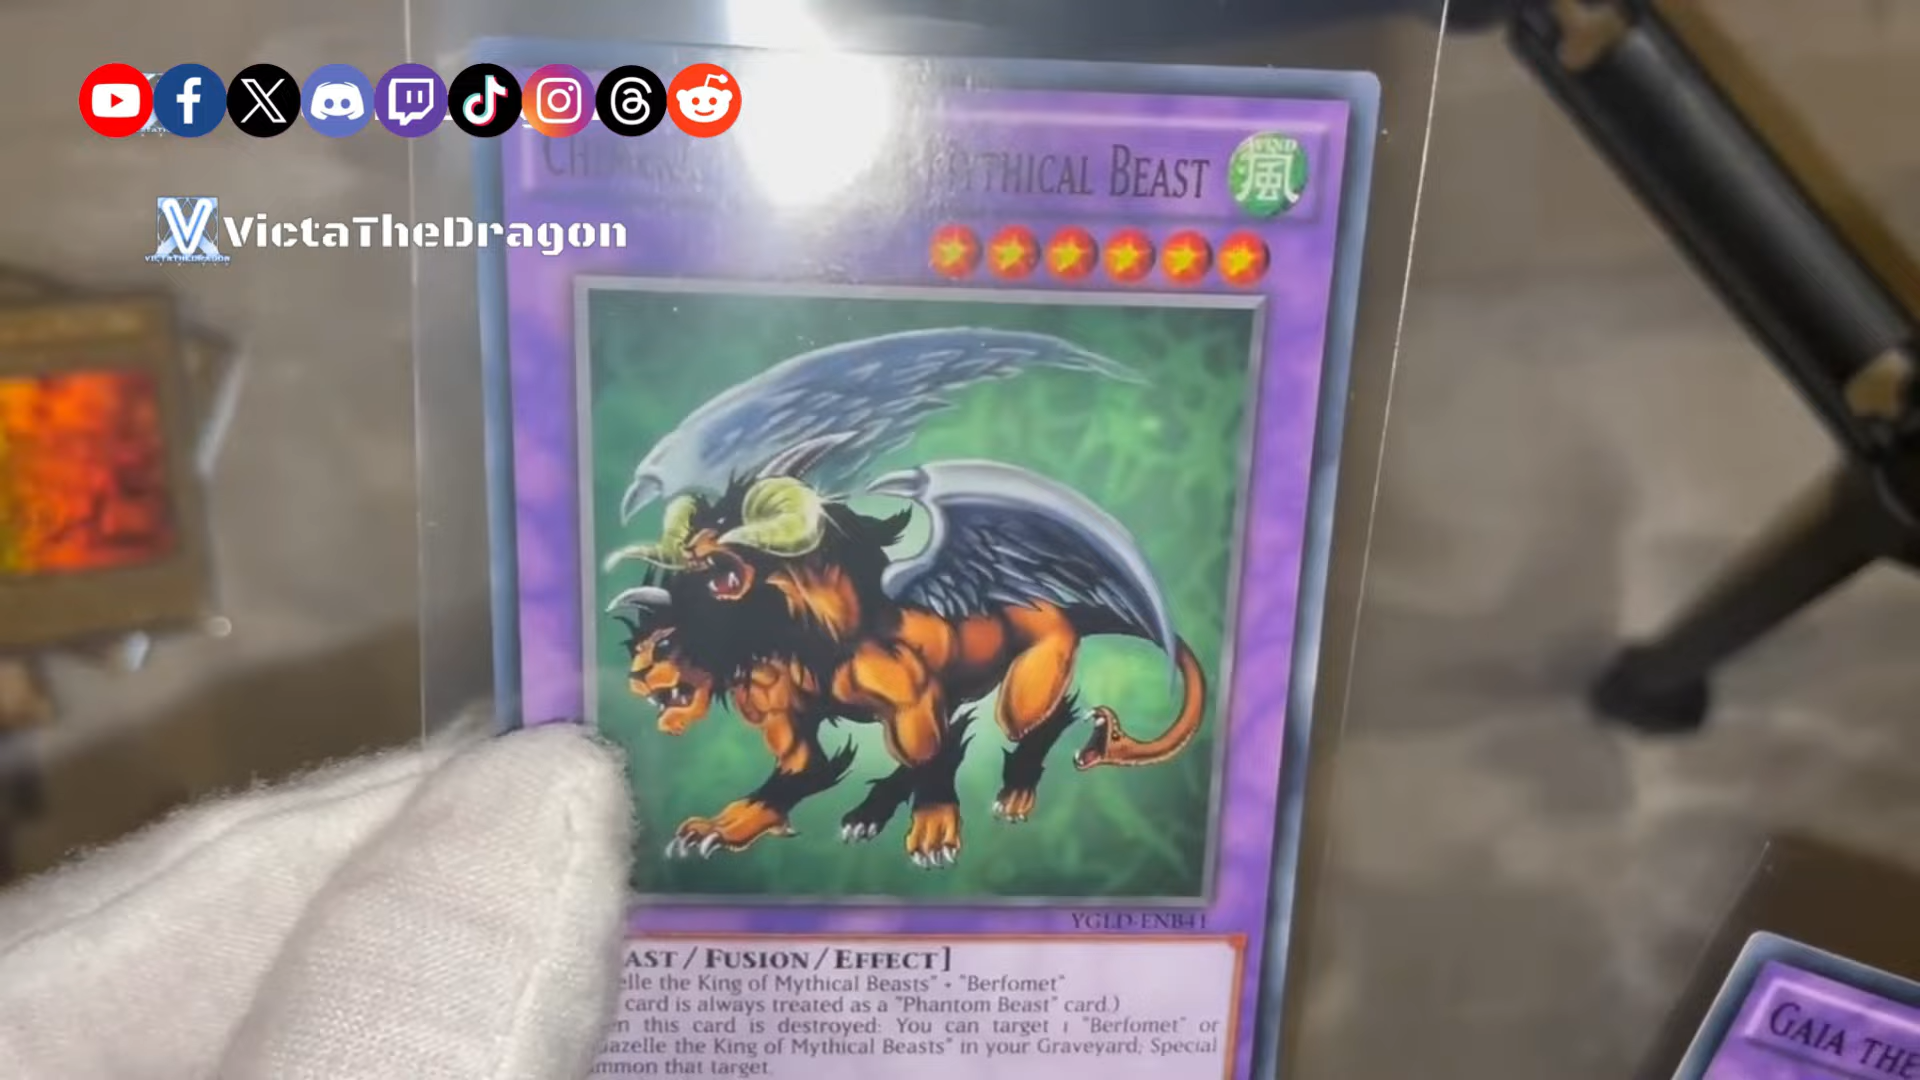 VictaTheDragon
VICTATHEDRAGON
MYTHICAL BEAST
WIND
風
YGLD-ENB41
AST / FUSION / EFFECT]
elle the King of Mythical Beasts" + "Berfomet"
card is always treated as a "Phantom Beast" card.)
n this card is destroyed: You can target 1 "Berfomet" or
azelle the King of Mythical Beasts" in your Graveyard; Special
mmon that target.
GAIA THE